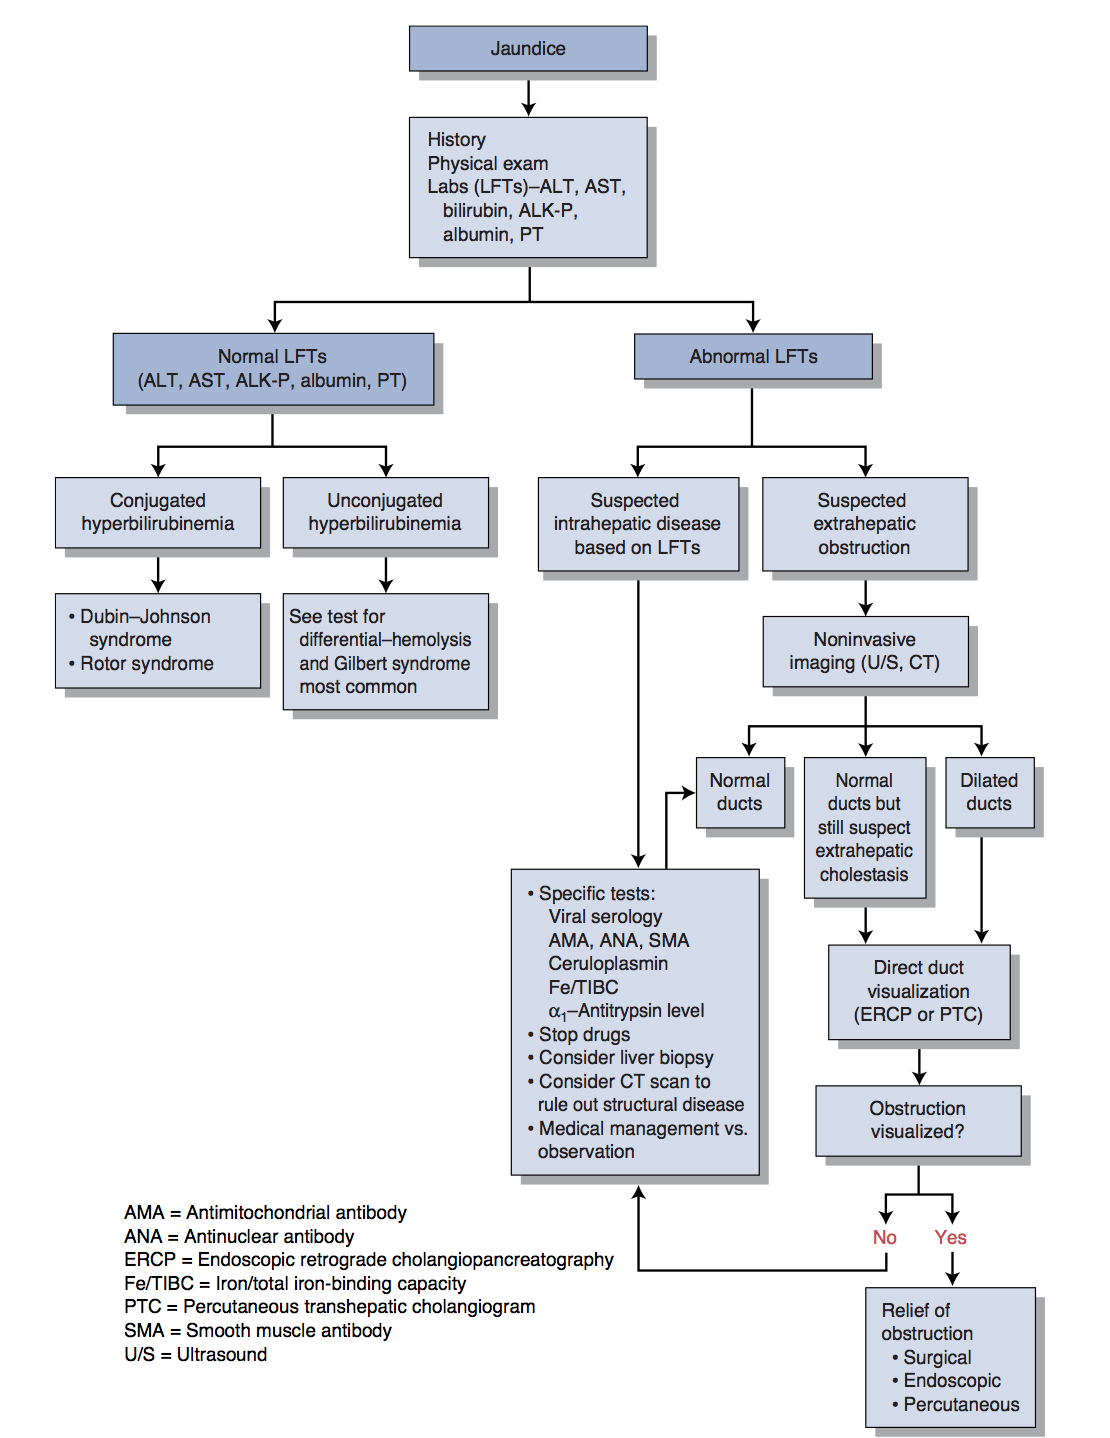 Jaundice
History
Physical exam
Labs (LFTs)–ALT, AST,
bilirubin, ALK-P,
albumin, PT
Normal LFTs
(ALT, AST, ALK-P, albumin, PT)
Abnormal LFTs
Conjugated
hyperbilirubinemia
Unconjugated
hyperbilirubinemia
Suspected
intrahepatic disease
based on LFTs
Suspected
extrahepatic
obstruction
• Dubin–Johnson
syndrome
• Rotor syndrome
See test for
differential–hemolysis
and Gilbert syndrome
most common
Noninvasive
imaging (U/S, CT)
Normal
ducts
Normal
ducts but
still suspect
extrahepatic
cholestasis
Dilated
ducts
• Specific tests:
Viral serology
AMA, ANA, SMA
Ceruloplasmin
Fe/TIBC
α1–Antitrypsin level
• Stop drugs
• Consider liver biopsy
• Consider CT scan to
rule out structural disease
• Medical management vs.
observation
Direct duct
visualization
(ERCP or PTC)
Obstruction
visualized?
No
Yes
Relief of
obstruction
• Surgical
• Endoscopic
• Percutaneous
AMA = Antimitochondrial antibody
ANA = Antinuclear antibody
ERCP = Endoscopic retrograde cholangiopancreatography
Fe/TIBC = Iron/total iron-binding capacity
PTC = Percutaneous transhepatic cholangiogram
SMA = Smooth muscle antibody
U/S = Ultrasound